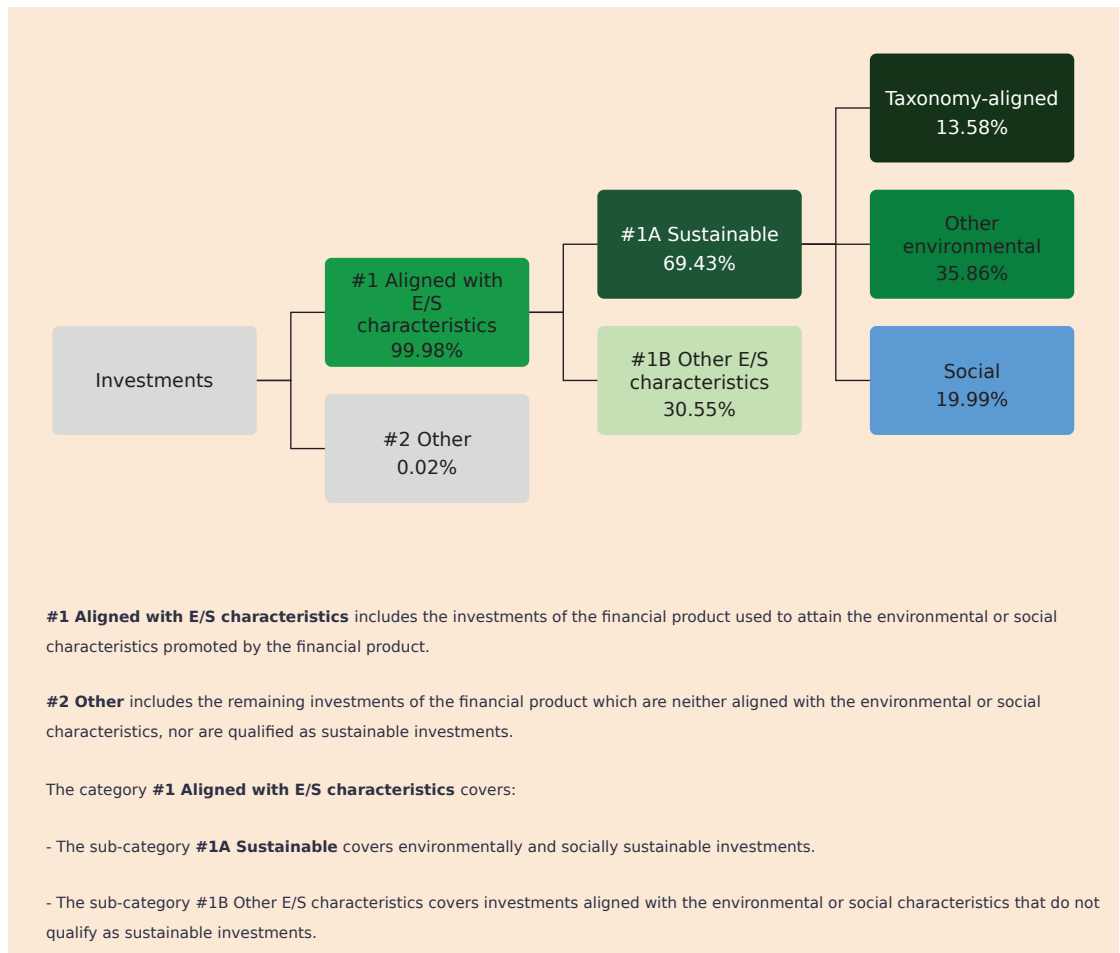 Taxonomy-aligned
13.58%
#1A Sustainable
69.43%
Other
environmental
35.86%
#1 Aligned with
E/S
characteristics
99.98%
Investments
#1B Other E/S
characteristics
30.55%
Social
19.99%
#2 Other
0.02%
#1 Aligned with E/S characteristics includes the investments of the financial product used to attain the environmental or social
characteristics promoted by the financial product.
#2 Other includes the remaining investments of the financial product which are neither aligned with the environmental or social
characteristics, nor are qualified as sustainable investments.
The category #1 Aligned with E/S characteristics covers:
- The sub-category #1A Sustainable covers environmentally and socially sustainable investments.
- The sub-category #1B Other E/S characteristics covers investments aligned with the environmental or social characteristics that do not
qualify as sustainable investments.